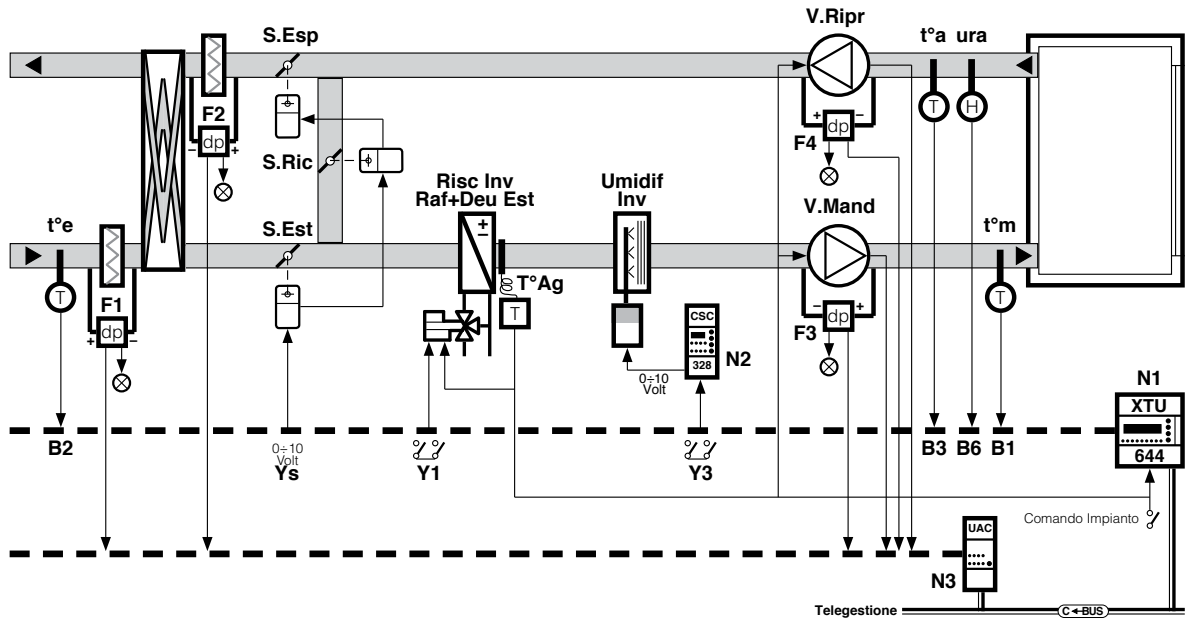 V.Ripr
S.Esp
t°a ura
T
H
F2
– dp +
+ dp –
F4
S.Ric
Risc Inv
Raf+Deu Est
Umidif
Inv
V.Mand
t°e
S.Est
t°m
±
T°Ag
T
T
T
F1
+ dp –
– dp +
F3
CSC
328
N2
0÷10
Volt
N1
XTU
644
B2
0÷10
Volt
Ys
Y1
Y3
B3 B6 B1
Comando Impianto
UAC
N3
Telegestione
C BUS